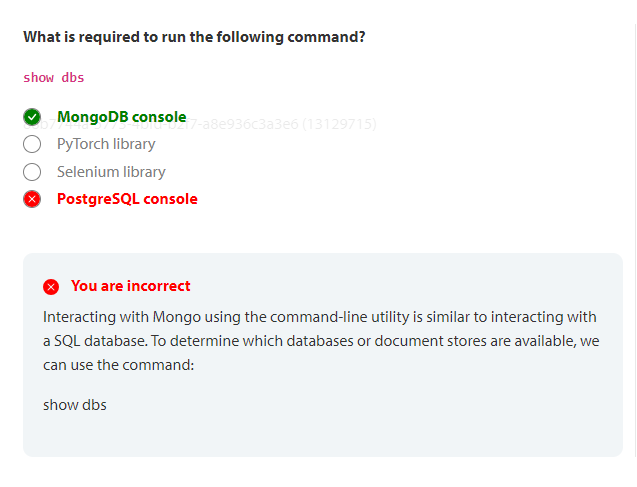 What is required to run the following command?
show dbs
MongoDB console
-a8e936c3a3e6 (13129715)
PyTorch library
Selenium library
PostgreSQL console
You are incorrect
Interacting with Mongo using the command-line utility is similar to interacting with
a SQL database. To determine which databases or document stores are available, we
can use the command:
show dbs